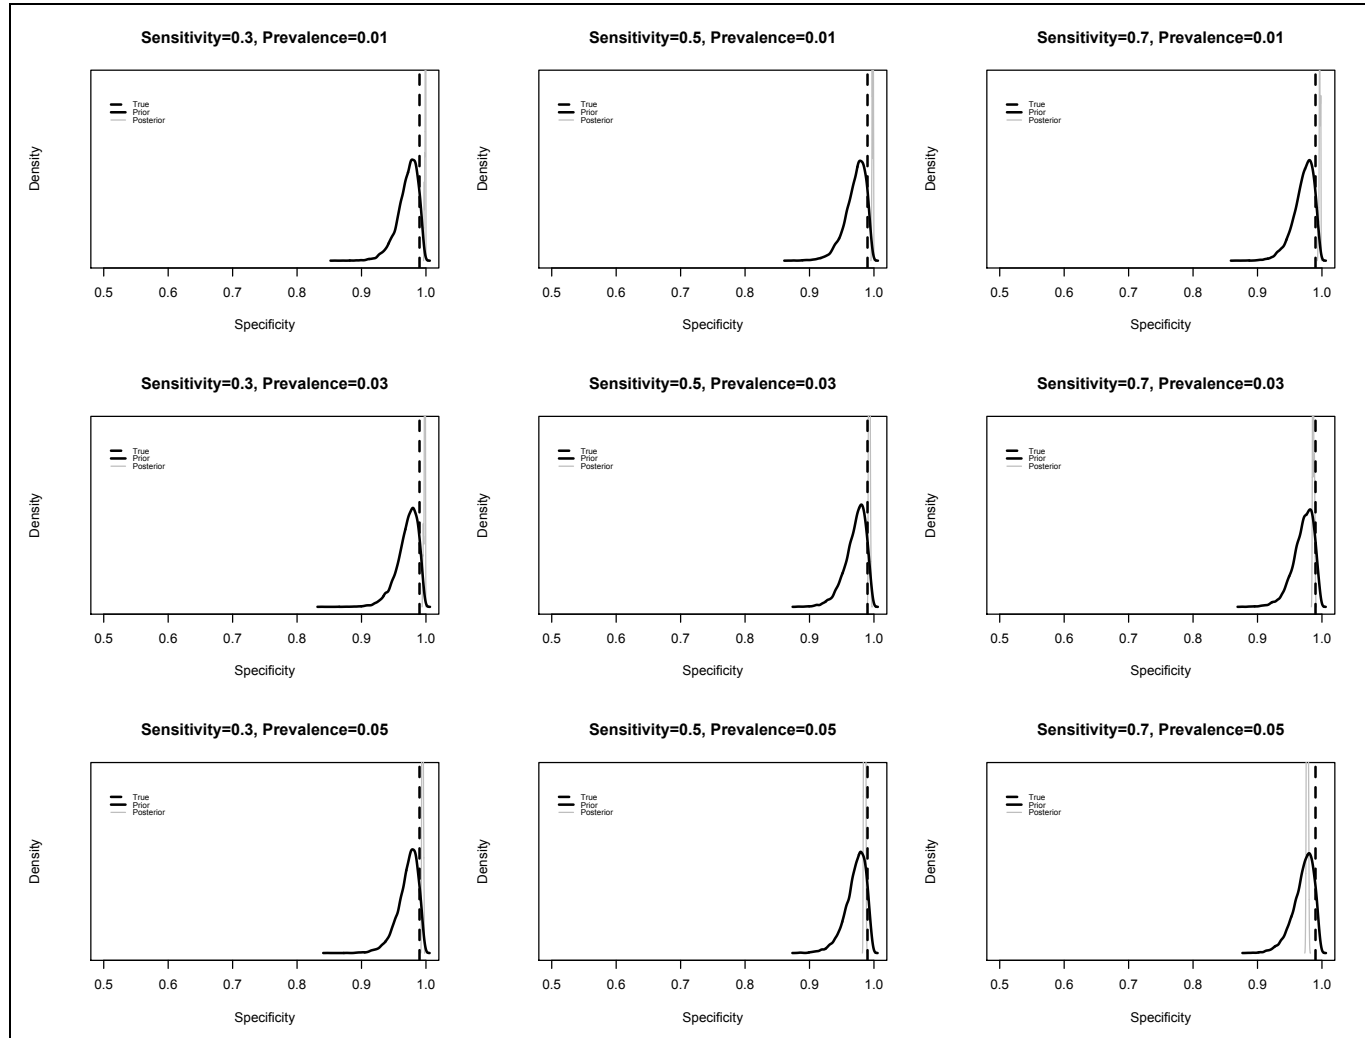 Sensitivity=0.3, Prevalence=0.01
Density
True
Prior
Posterior
0.5 0.6 0.7 0.8 0.9 1.0
Specificity
Sensitivity=0.5, Prevalence=0.01
Density
True
Prior
Posterior
0.5 0.6 0.7 0.8 0.9 1.0
Specificity
Sensitivity=0.7, Prevalence=0.01
Density
True
Prior
Posterior
0.5 0.6 0.7 0.8 0.9 1.0
Specificity
Sensitivity=0.3, Prevalence=0.03
Density
True
Prior
Posterior
0.5 0.6 0.7 0.8 0.9 1.0
Specificity
Sensitivity=0.5, Prevalence=0.03
Density
True
Prior
Posterior
0.5 0.6 0.7 0.8 0.9 1.0
Specificity
Sensitivity=0.7, Prevalence=0.03
Density
True
Prior
Posterior
0.5 0.6 0.7 0.8 0.9 1.0
Specificity
Sensitivity=0.3, Prevalence=0.05
Density
True
Prior
Posterior
0.5 0.6 0.7 0.8 0.9 1.0
Specificity
Sensitivity=0.5, Prevalence=0.05
Density
True
Prior
Posterior
0.5 0.6 0.7 0.8 0.9 1.0
Specificity
Sensitivity=0.7, Prevalence=0.05
Density
True
Prior
Posterior
0.5 0.6 0.7 0.8 0.9 1.0
Specificity